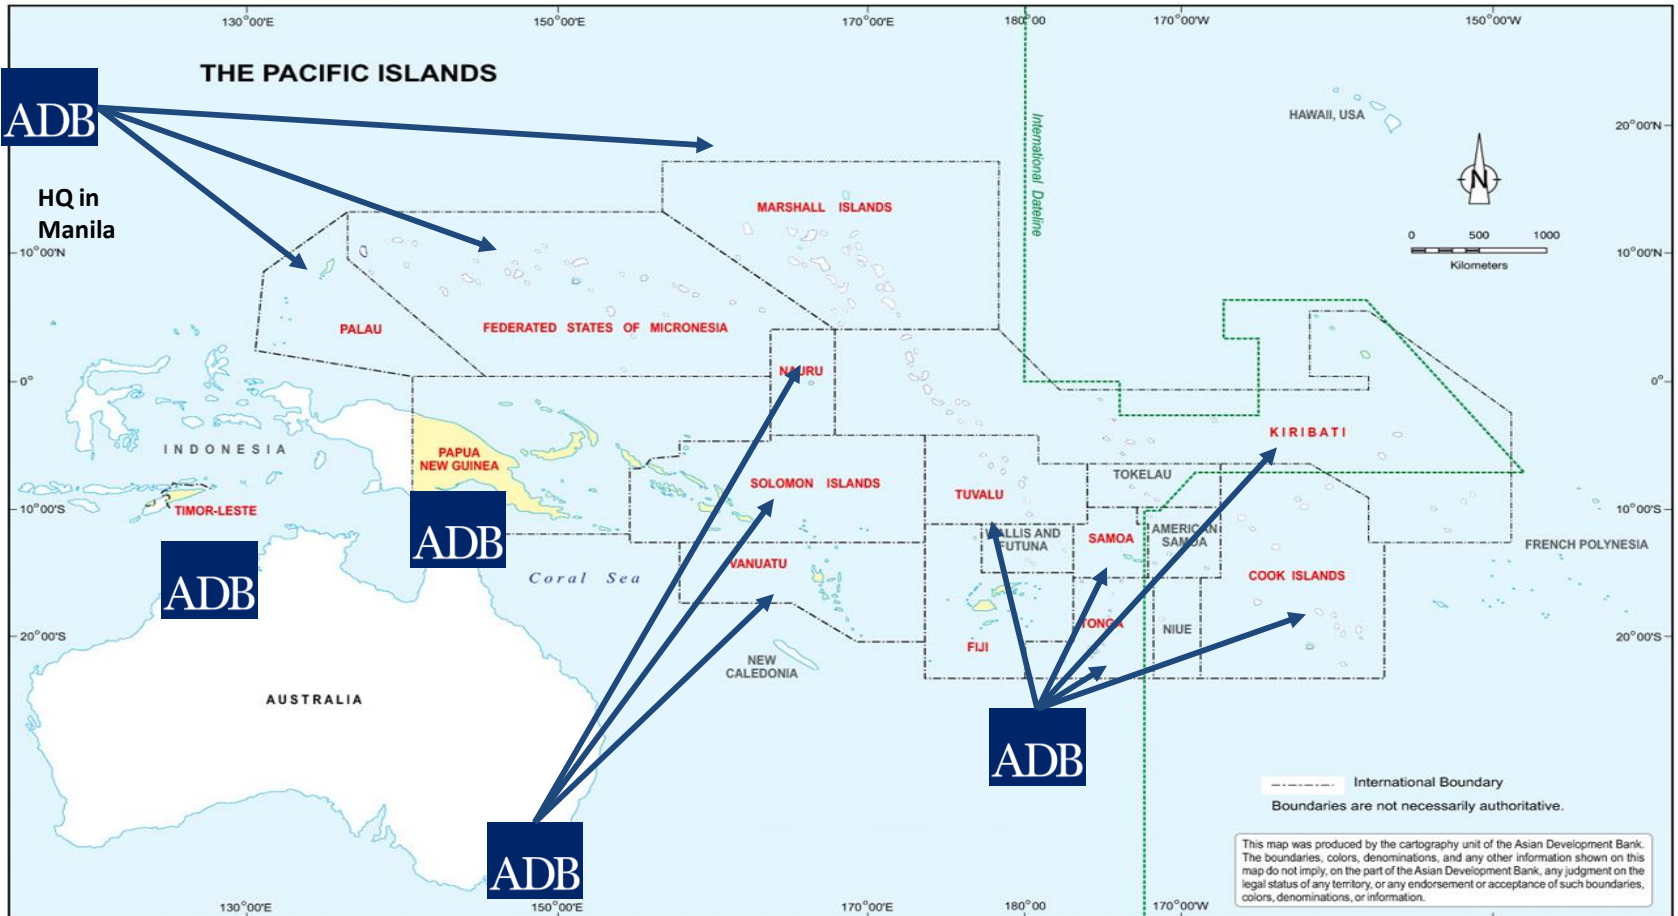 130°00'E
150°00'E
170°00'E
180°00
170°00'W
150°00'W
THE PACIFIC ISLANDS
ADB
HQ in
Manila
HAWAII, USA
20°00'N
20°00'N
International Dateline
N
MARSHALL ISLANDS
0 500 1000
Kilometers
10°00'N
10°00'N
PALAU
FEDERATED STATES OF MICRONESIA
NAURU
0°
0°
KIRIBATI
INDONESIA
PAPUA
NEW GUINEA
SOLOMON ISLANDS
TUVALU
TOKELAU
10°00'S
10°00'S
TIMOR-LESTE
ADB
ADB
WALLIS AND
FUTUNA
SAMOA
AMERICAN
SAMOA
FRENCH POLYNESIA
VANUATU
Coral Sea
COOK ISLANDS
20°00'S
20°00'S
TONGA
NIUE
FIJI
NEW
CALEDONIA
AUSTRALIA
ADB
ADB
International Boundary
Boundaries are not necessarily authoritative.
This map was produced by the cartography unit of the Asian Development Bank.
The boundaries, colors, denominations, and any other information shown on this
map do not imply, on the part of the Asian Development Bank, any judgment on the
legal status of any territory, or any endorsement or acceptance of such boundaries,
colors, denominations, or information.
130°00'E
150°00'E
170°00'E
180°00
170°00'W
150°00'W